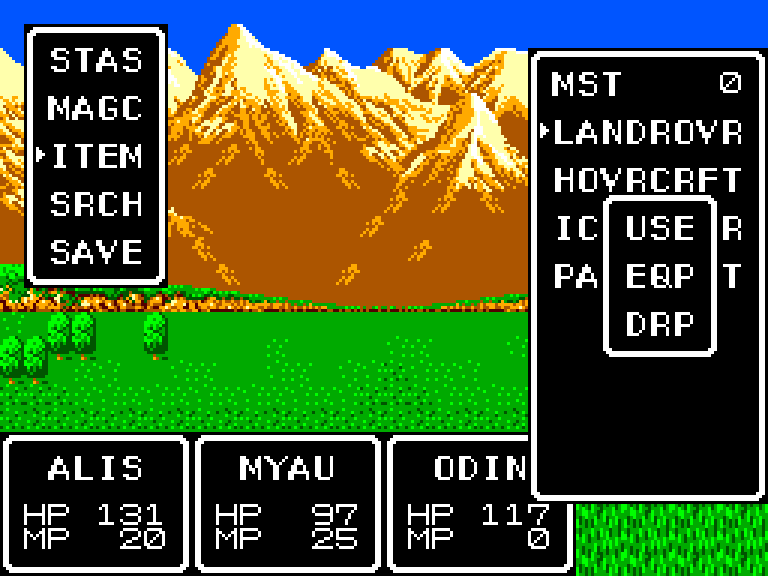 STAS
MAGC
ITEM
SRCH
SAVE
MST 0
LANDROVR
HOVRCRFT
IC R
PA T
USE
EQP
DRP
ALIS
HP 131
MP 20
MYAU
HP 97
MP 25
ODIN
HP 117
MP 0